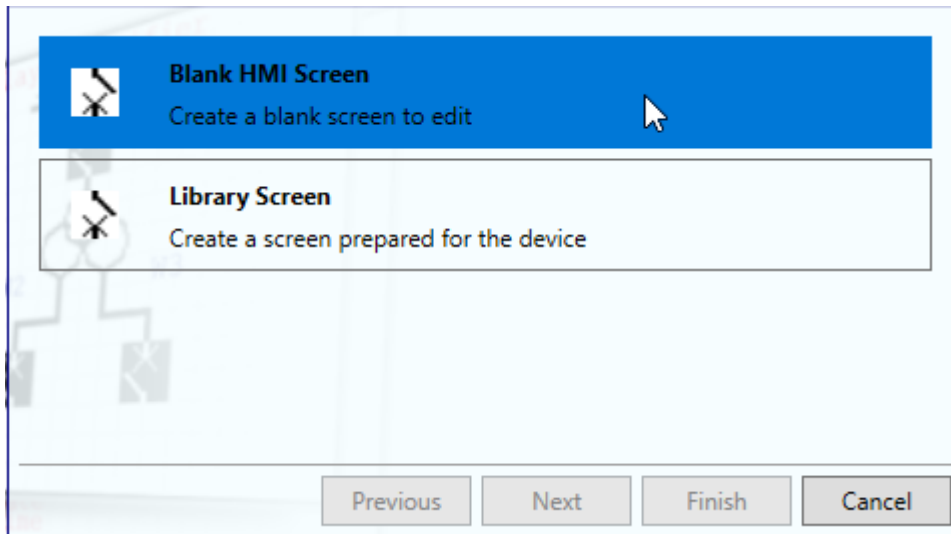 Blank HMI Screen
Create a blank screen to edit
Library Screen
Create a screen prepared for the device
Previous
Next
Finish
Cancel